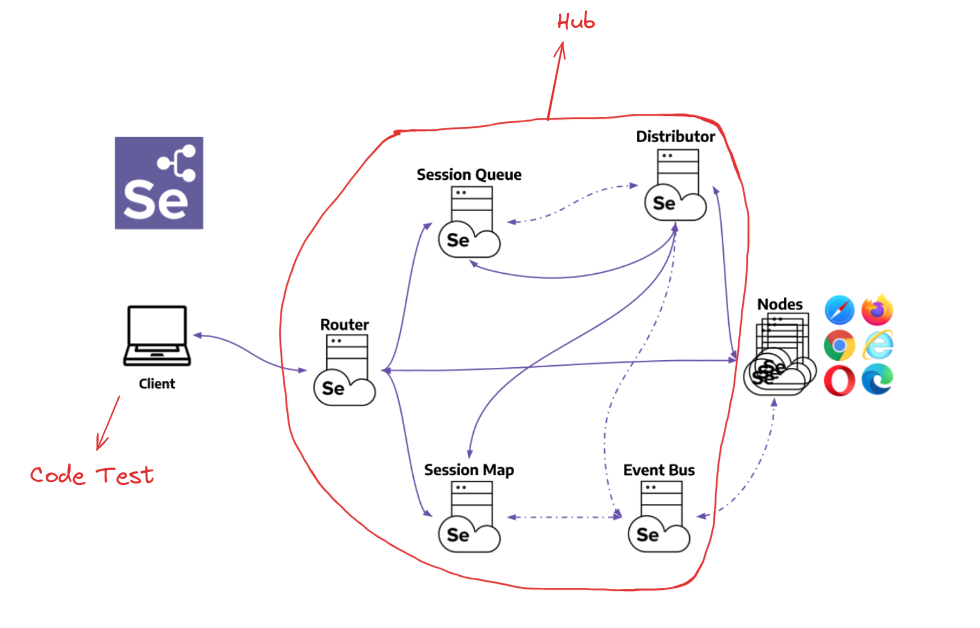 Hub
Distributor
Se
Session Queue
Se
Se
Nodes
Se
Se
Router
Se
Client
Code Test
Session Map
Se
Event Bus
Se